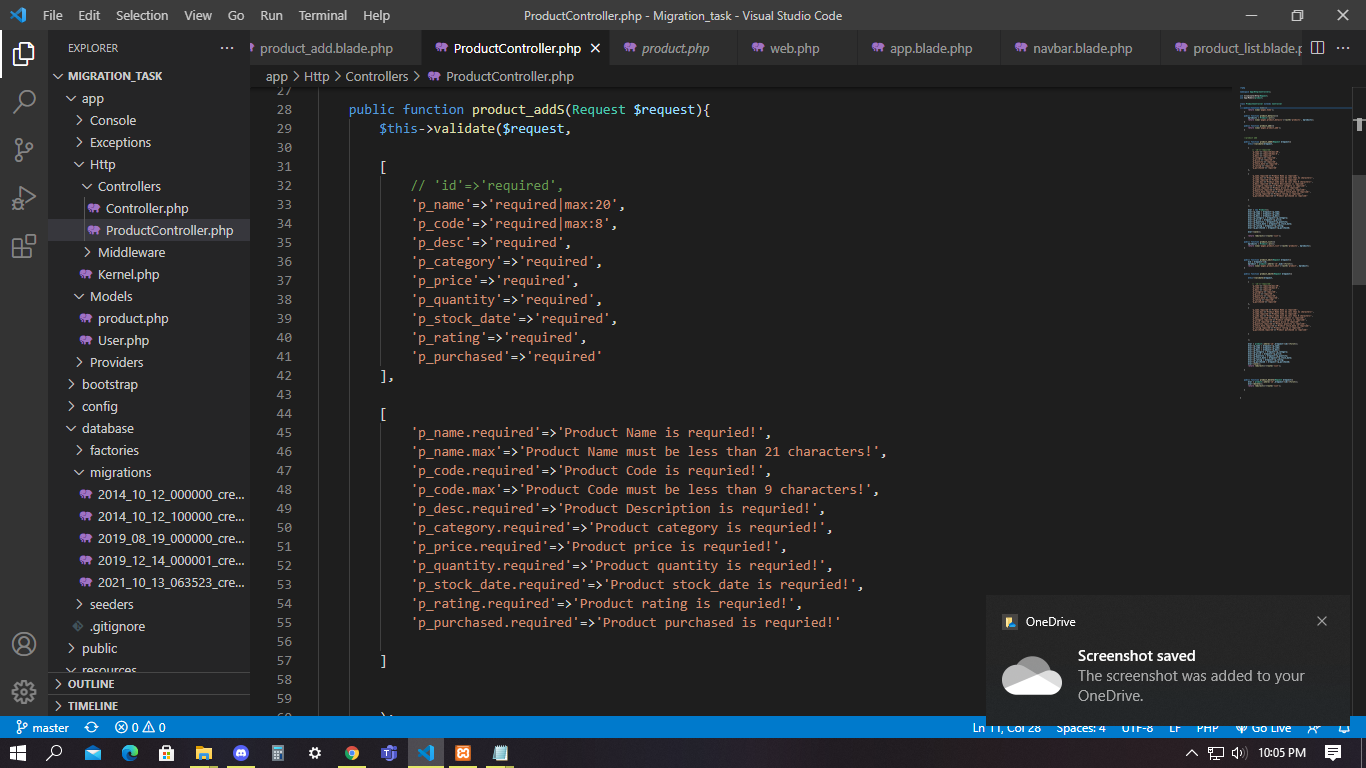 File Edit Selection View Go Run Terminal Help ProductController.php - Migration_task - Visual Studio Code
EXPLORER
product_add.blade.php ProductController.php product.php web.php app.blade.php navbar.blade.php product_list.blade.p
MIGRATION_TASK
app > Http > Controllers > ProductController.php
app
Console
Exceptions
Http
Controllers
Controller.php
ProductController.php
Middleware
Kernel.php
Models
product.php
User.php
Providers
bootstrap
config
database
factories
migrations
2014_10_12_000000_cre...
2014_10_12_100000_cre...
2019_08_19_000000_cre...
2019_12_14_000001_cre...
2021_10_13_063523_cre...
seeders
.gitignore
public
resources
OUTLINE
TIMELINE
27
28 public function product_addS(Request $request){
29 $this->validate($request,
30
31 [
32 // 'id'=>'required',
33 'p_name'=>'required|max:20',
34 'p_code'=>'required|max:8',
35 'p_desc'=>'required',
36 'p_category'=>'required',
37 'p_price'=>'required',
38 'p_quantity'=>'required',
39 'p_stock_date'=>'required',
40 'p_rating'=>'required',
41 'p_purchased'=>'required'
42 ],
43
44 [
45 'p_name.required'=>'Product Name is requried!',
46 'p_name.max'=>'Product Name must be less than 21 characters!',
47 'p_code.required'=>'Product Code is requried!',
48 'p_code.max'=>'Product Code must be less than 9 characters!',
49 'p_desc.required'=>'Product Description is requried!',
50 'p_category.required'=>'Product category is requried!',
51 'p_price.required'=>'Product price is requried!',
52 'p_quantity.required'=>'Product quantity is requried!',
53 'p_stock_date.required'=>'Product stock_date is requried!',
54 'p_rating.required'=>'Product rating is requried!',
55 'p_purchased.required'=>'Product purchased is requried!'
56
57 ]
58
59
60 );
OneDrive
Screenshot saved
The screenshot was added to your
OneDrive.
master 0 0 Ln 11, Col 28 Spaces: 4 UTF-8 LF PHP Go Live
10:05 PM